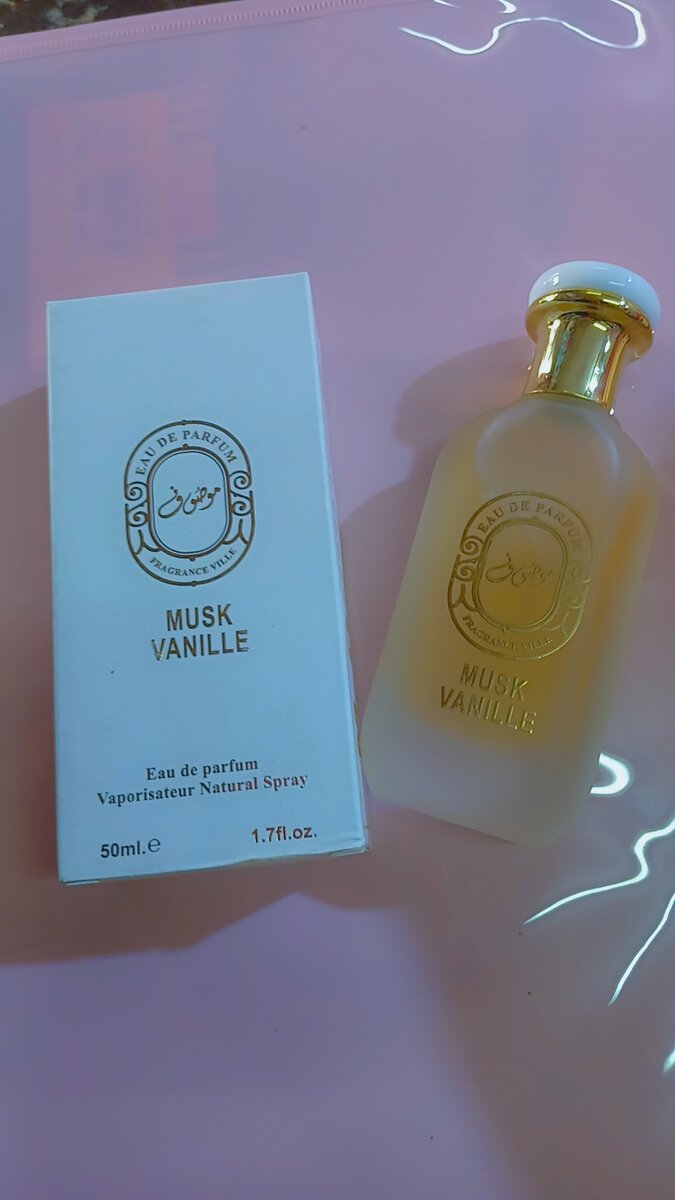 EAU DE PARFUM
موصوف
FRAGRANCE VILLE
MUSK
VANILLE
Eau de parfum
Vaporisateur Natural Spray
50ml.e
1.7fl.oz.
EAU DE PARFUM
موصوف
FRAGRANCE VILLE
MUSK
VANILLE